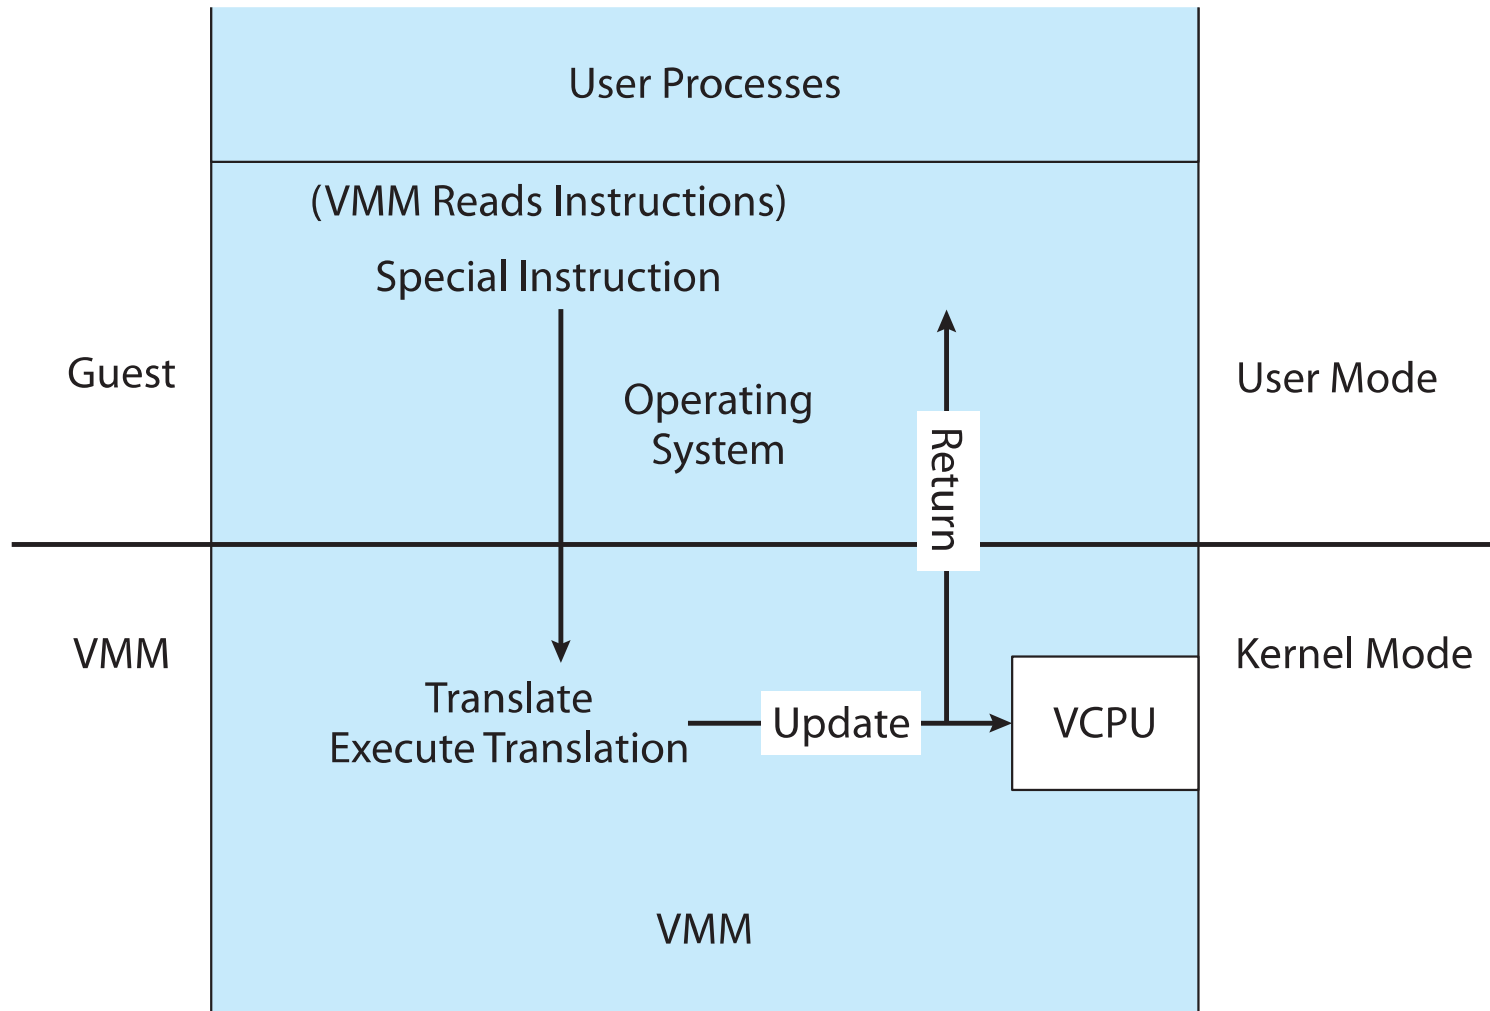 User Processes
(VMM Reads Instructions)
Special Instruction
Guest
User Mode
Operating
System
Return
VMM
Kernel Mode
Translate
Execute Translation
Update
VCPU
VMM